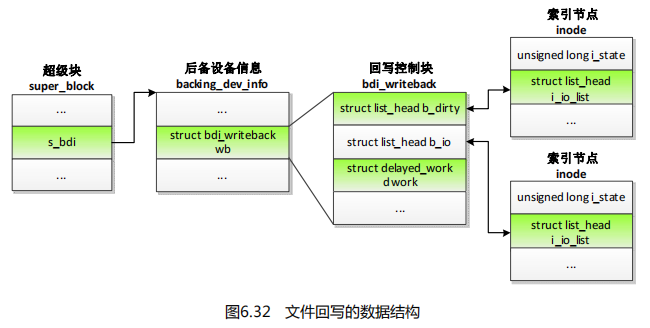 超级块
super_block
...
s_bdi
...
后备设备信息
backing_dev_info
...
struct bdi_writeback
wb
...
回写控制块
bdi_writeback
struct list_head b_dirty
struct list_head b_io
struct delayed_work
dwork
...
索引节点
inode
unsigned long i_state
struct list_head
i_io_list
...
索引节点
inode
unsigned long i_state
struct list_head
i_io_list
...
图6.32 文件回写的数据结构